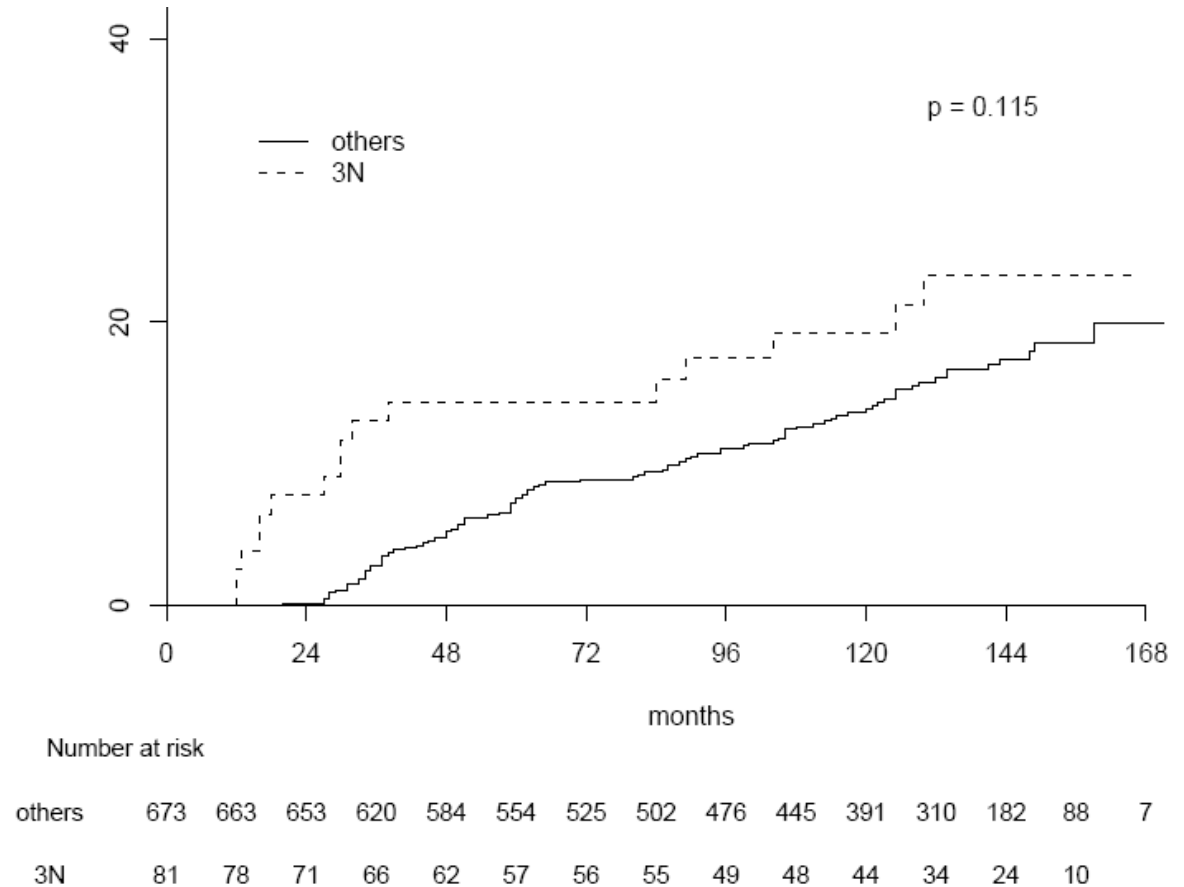 40
p = 0.115
others
3N
20
0
0 24 48 72 96 120 144 168
months
Number at risk
others 673 663 653 620 584 554 525 502 476 445 391 310 182 88 7
3N 81 78 71 66 62 57 56 55 49 48 44 34 24 10